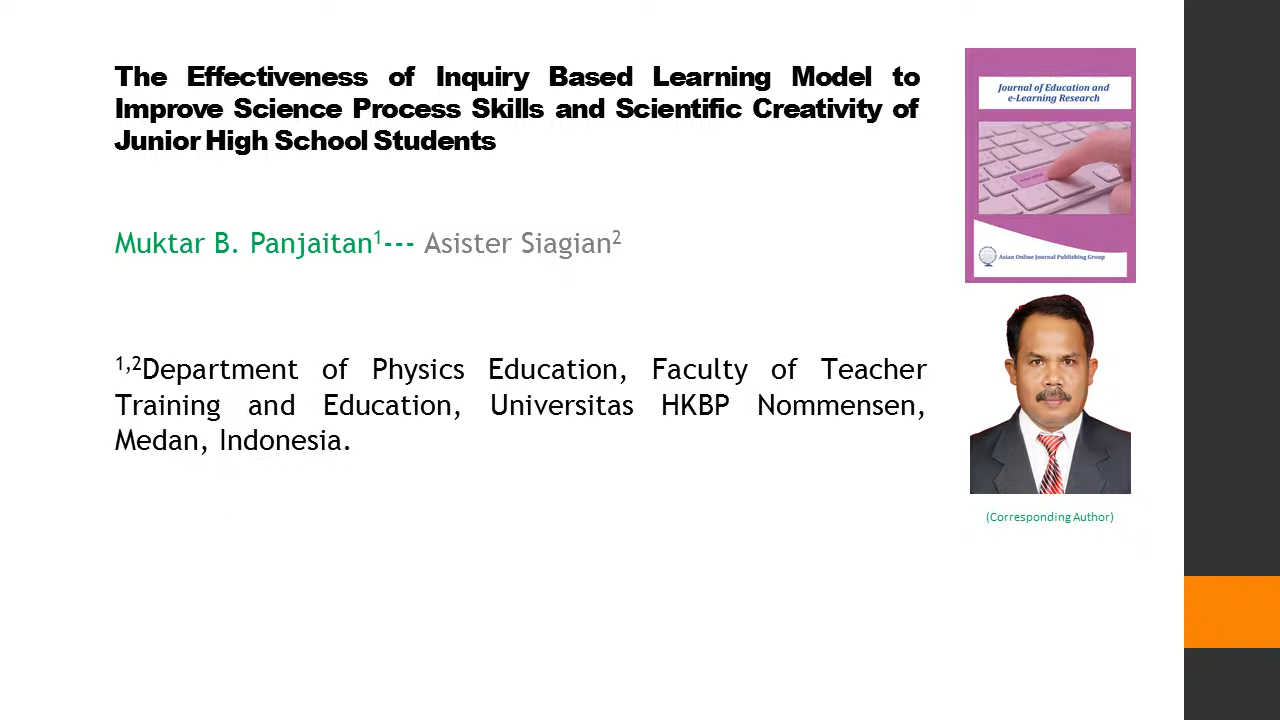 The Effectiveness of Inquiry Based Learning Model to
Improve Science Process Skills and Scientific Creativity of
Junior High School Students
Muktar B. Panjaitan¹--- Asister Siagian²
¹,²Department of Physics Education, Faculty of Teacher
Training and Education, Universitas HKBP Nommensen,
Medan, Indonesia.
Journal of Education and
e-Learning Research
Asian Online Journal Publishing Group
(Corresponding Author)